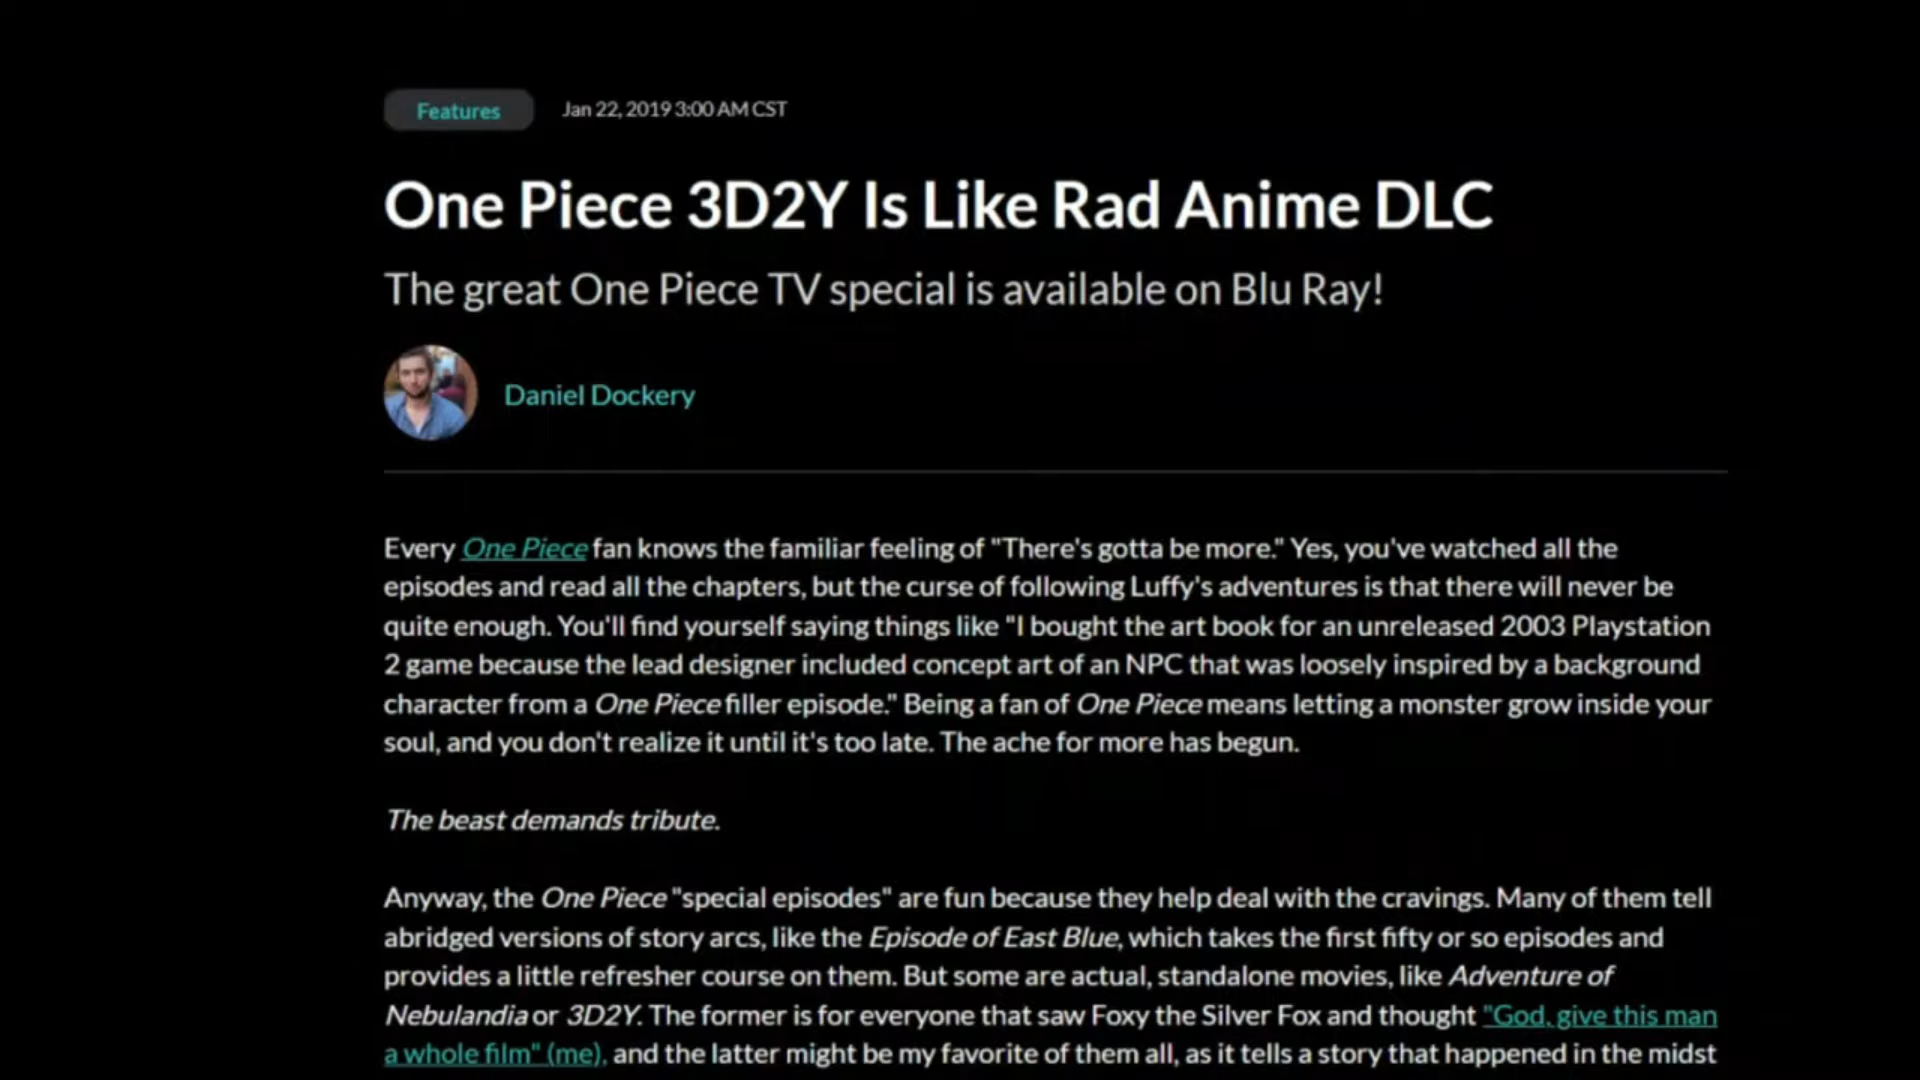 Features
Jan 22, 2019 3:00 AM CST
One Piece 3D2Y Is Like Rad Anime DLC
The great One Piece TV special is available on Blu Ray!
Daniel Dockery
Every One Piece fan knows the familiar feeling of "There's gotta be more." Yes, you've watched all the
episodes and read all the chapters, but the curse of following Luffy's adventures is that there will never be
quite enough. You'll find yourself saying things like "I bought the art book for an unreleased 2003 Playstation
2 game because the lead designer included concept art of an NPC that was loosely inspired by a background
character from a One Piece filler episode." Being a fan of One Piece means letting a monster grow inside your
soul, and you don't realize it until it's too late. The ache for more has begun.
The beast demands tribute.
Anyway, the One Piece "special episodes" are fun because they help deal with the cravings. Many of them tell
abridged versions of story arcs, like the Episode of East Blue, which takes the first fifty or so episodes and
provides a little refresher course on them. But some are actual, standalone movies, like Adventure of
Nebulandia or 3D2Y. The former is for everyone that saw Foxy the Silver Fox and thought "God, give this man
a whole film" (me), and the latter might be my favorite of them all, as it tells a story that happened in the midst